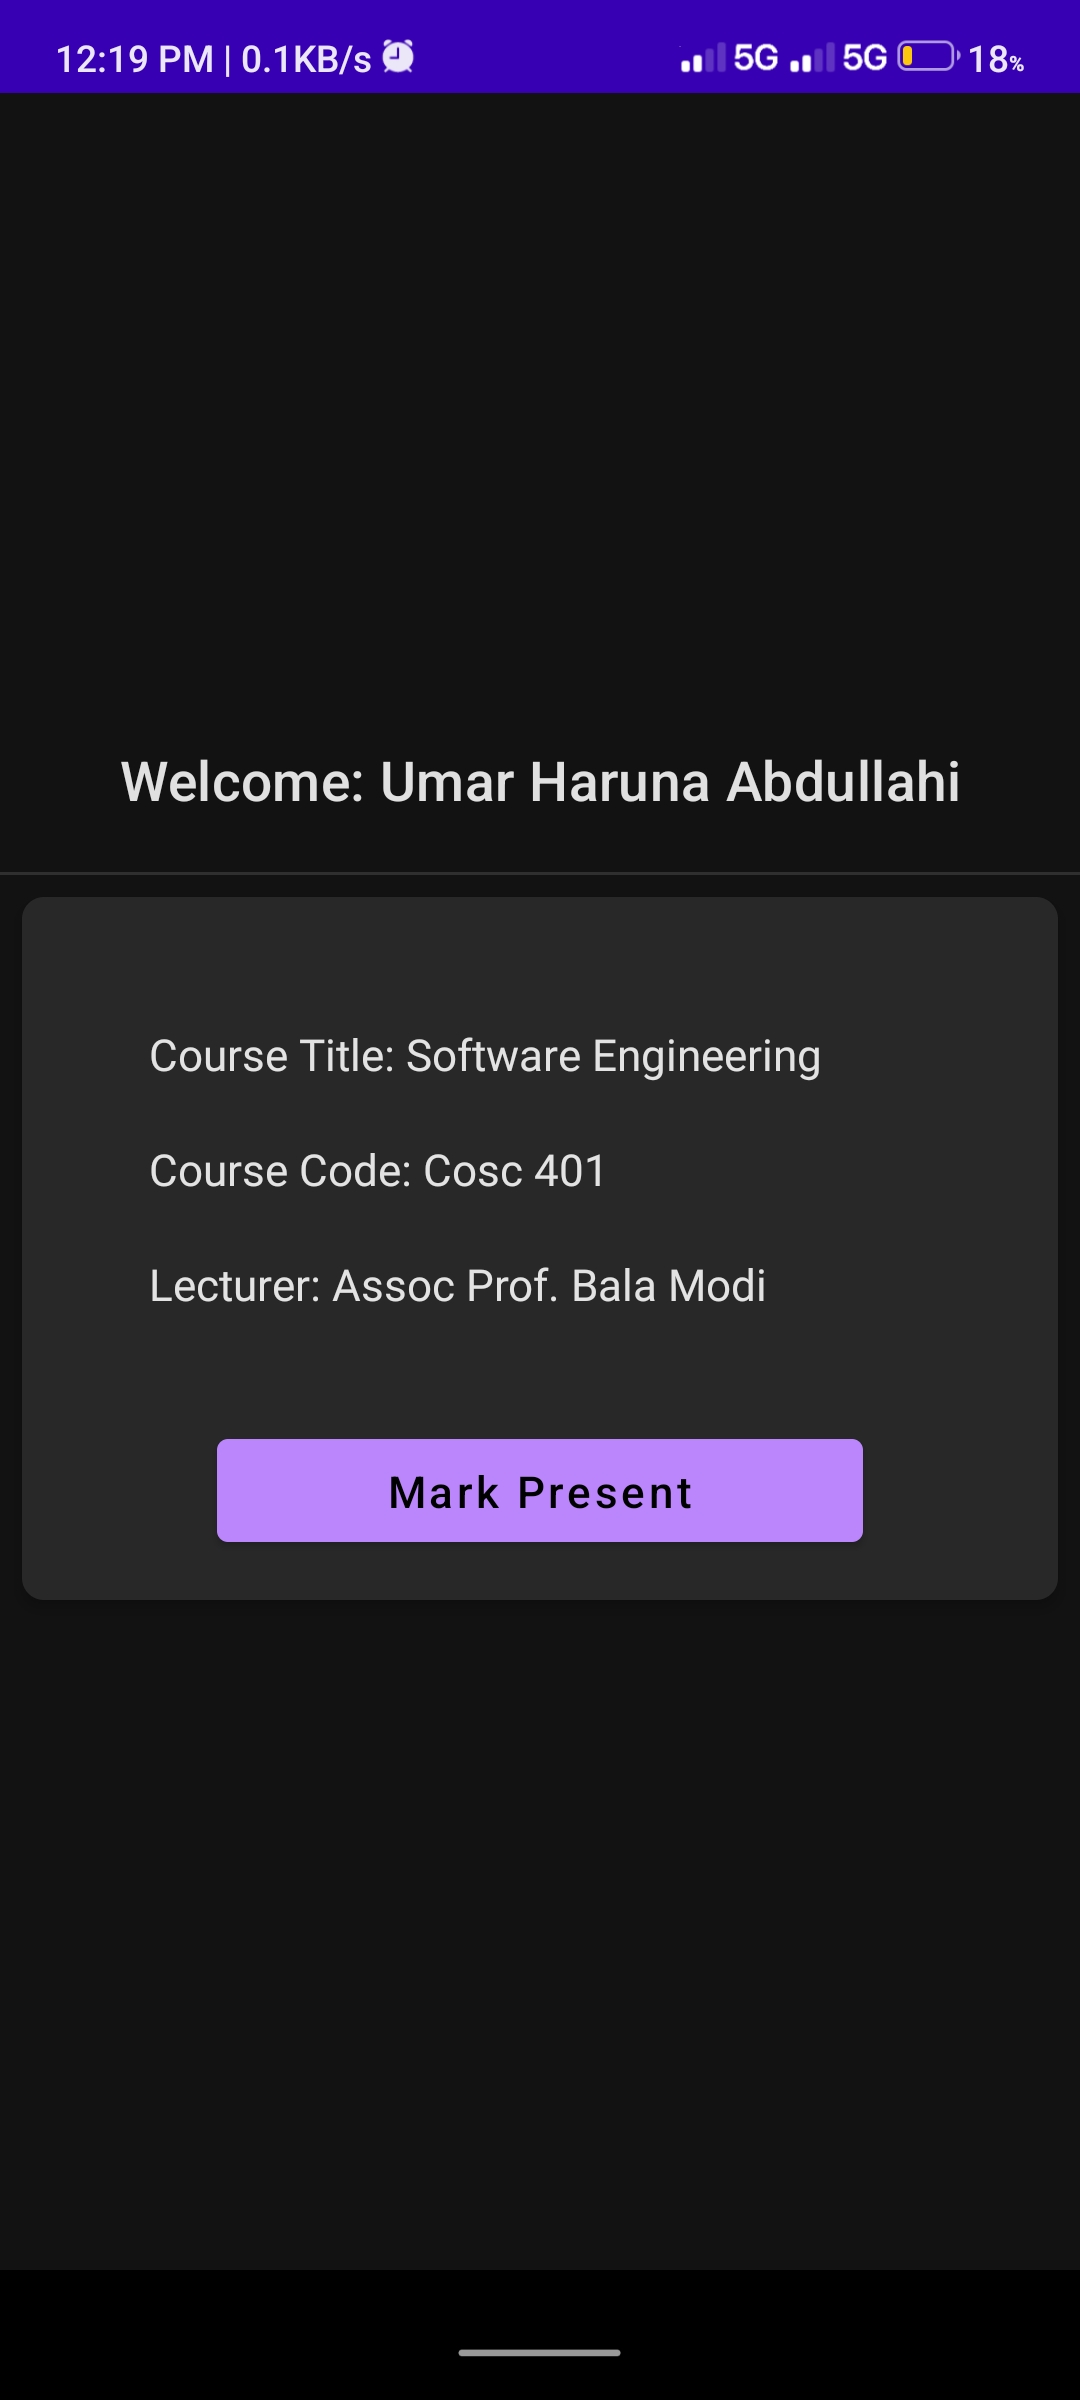 12:19 PM | 0.1KB/s 5G 5G 18%
Welcome: Umar Haruna Abdullahi
Course Title: Software Engineering
Course Code: Cosc 401
Lecturer: Assoc Prof. Bala Modi
Mark Present